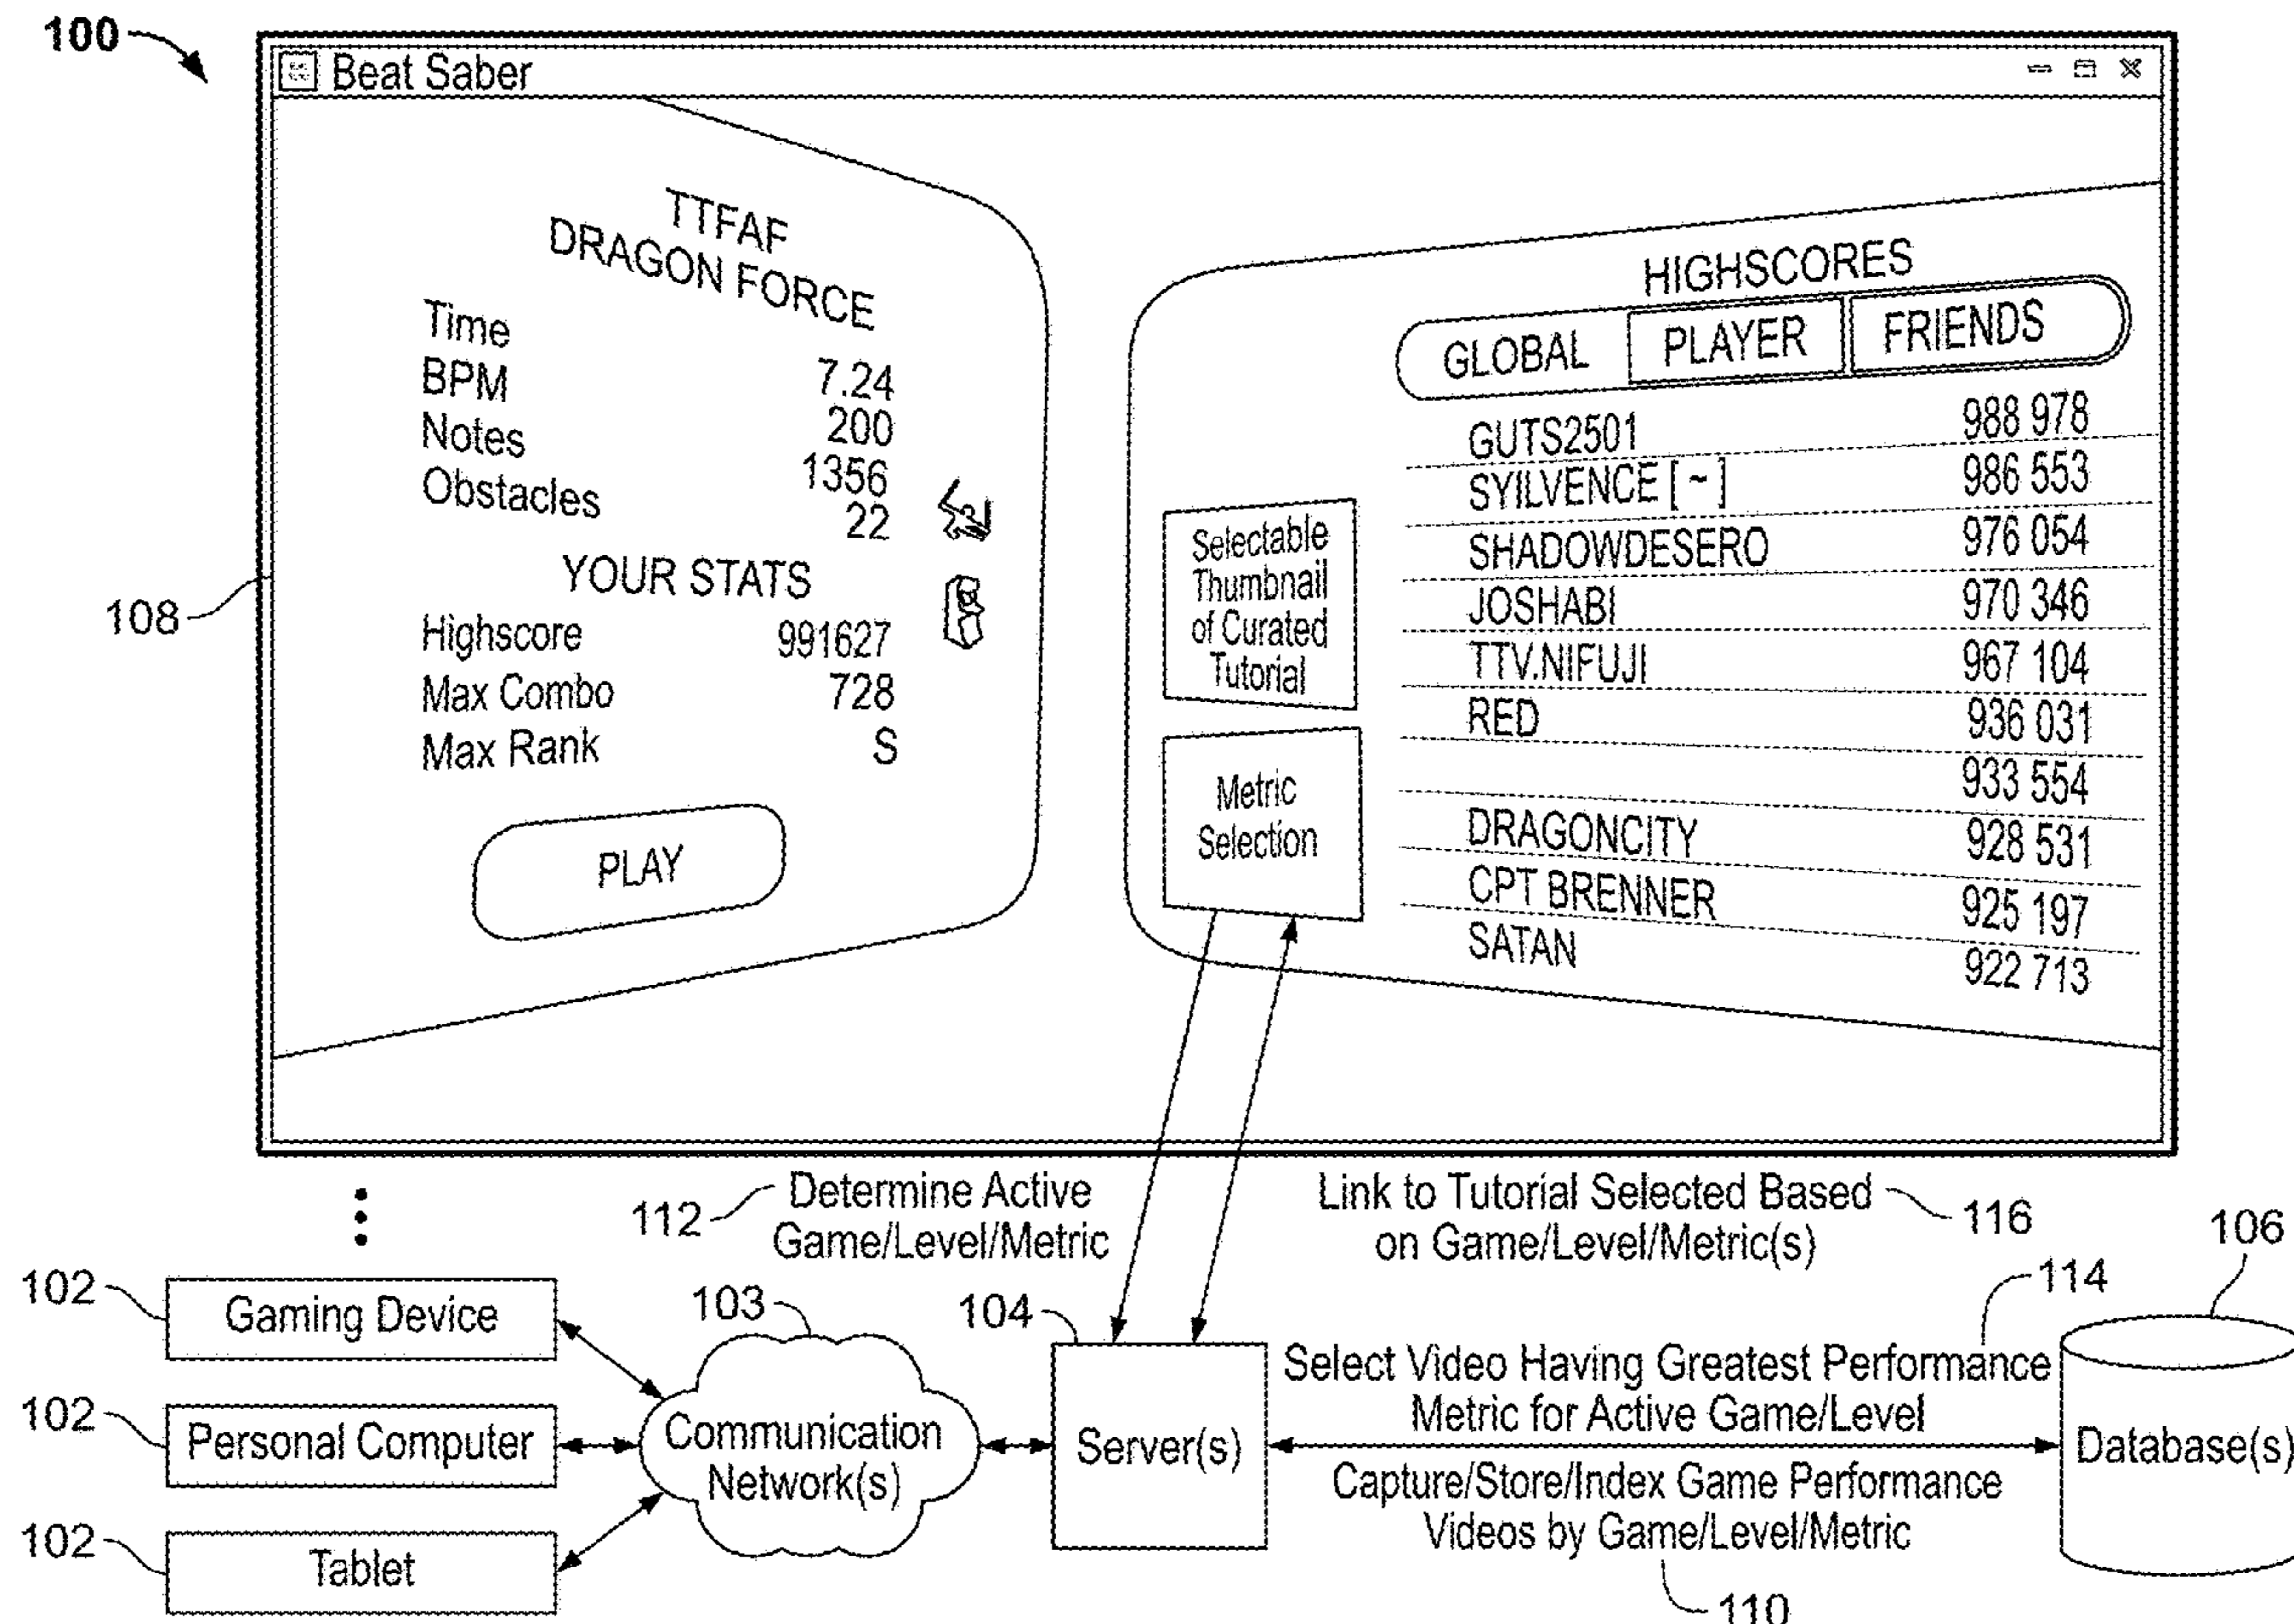 100
Beat Saber
TTFAF
DRAGON FORCE
Time
BPM 7.24
Notes 200
Obstacles 1356
22
YOUR STATS
Highscore 991627
Max Combo 728
Max Rank S
PLAY
108
Selectable
Thumbnail
of Curated
Tutorial
Metric
Selection
HIGHSCORES
GLOBAL PLAYER FRIENDS
GUTS2501 988 978
SYILVENCE [ ~ ] 986 553
SHADOWDESERO 976 054
JOSHABI 970 346
TTV.NIFUJI 967 104
RED 936 031
933 554
DRAGONCITY 928 531
CPT BRENNER 925 197
SATAN 922 713
112 Determine Active
Game/Level/Metric
Link to Tutorial Selected Based
on Game/Level/Metric(s)
116
106
114
102 Gaming Device
102 Personal Computer
102 Tablet
103
Communication
Network(s)
104
Server(s)
Select Video Having Greatest Performance
Metric for Active Game/Level
Capture/Store/Index Game Performance
Videos by Game/Level/Metric
110
Database(s)